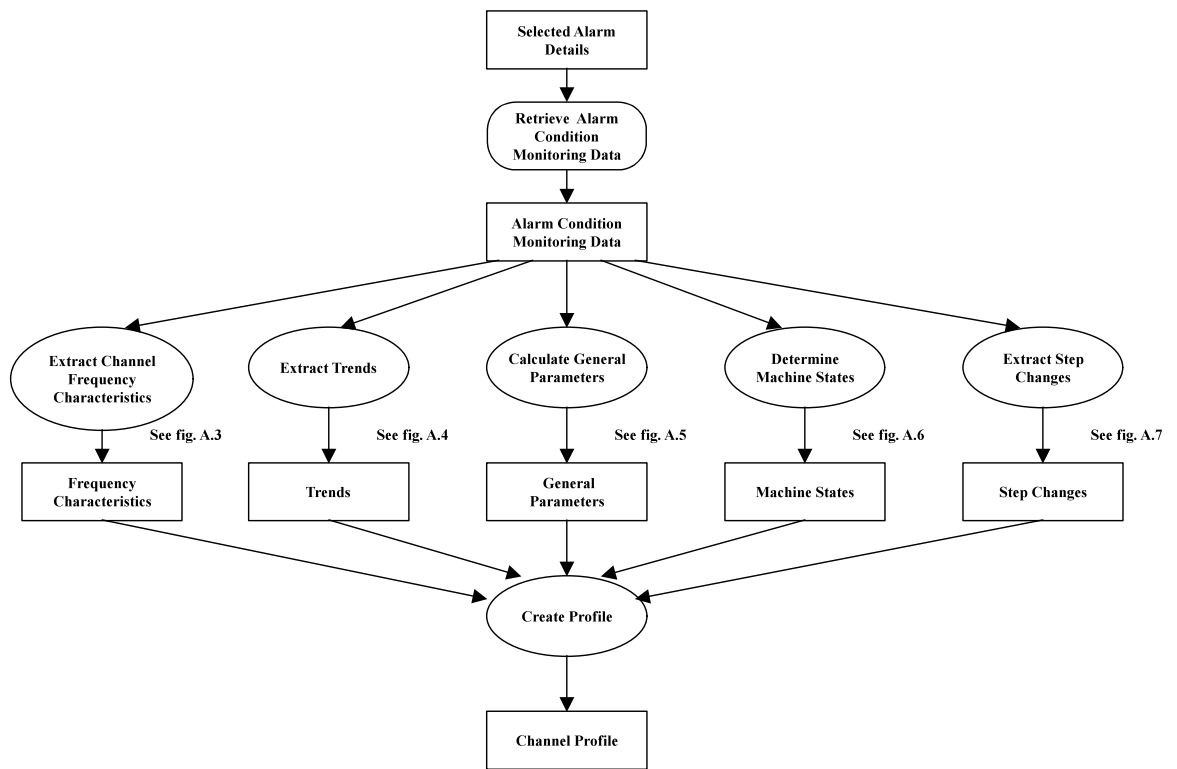 Selected Alarm
Details
Retrieve Alarm
Condition
Monitoring Data
Alarm Condition
Monitoring Data
Extract Channel
Frequency
Characteristics
Extract Trends
Calculate General
Parameters
Determine
Machine States
Extract Step
Changes
See fig. A.3
See fig. A.4
See fig. A.5
See fig. A.6
See fig. A.7
Frequency
Characteristics
Trends
General
Parameters
Machine States
Step Changes
Create Profile
Channel Profile